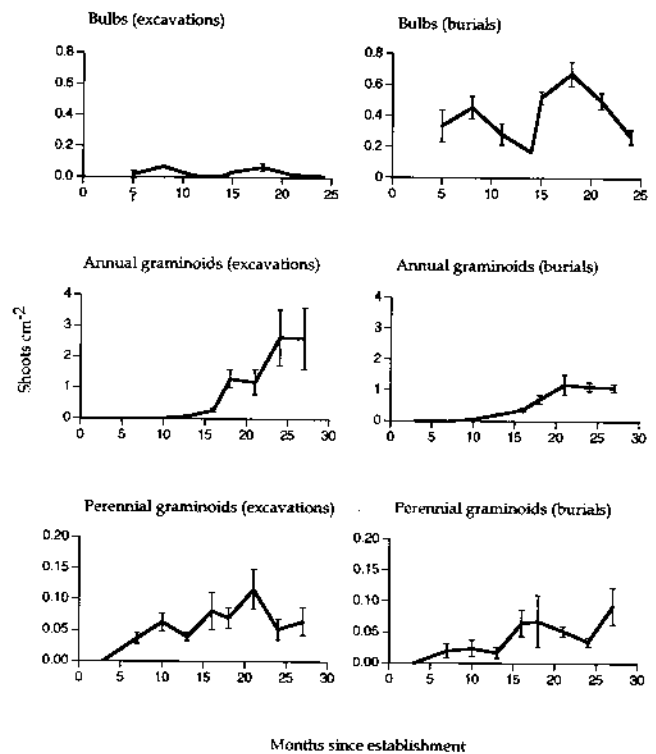 Bulbs (excavations)
Bulbs (burials)
0.8
0.6
0.4
0.2
0.0
0 5 10 15 20 25
0.8
0.6
0.4
0.2
0.0
0 5 10 15 20 25
Annual graminoids (excavations)
Annual graminoids (burials)
Shoots cm-2
4
3
2
1
0
0 5 10 15 20 25 30
4
3
2
1
0
0 5 10 15 20 25 30
Perennial graminoids (excavations)
Perennial graminoids (burials)
0.20
0.15
0.10
0.05
0.00
0 5 10 15 20 25 30
0.20
0.15
0.10
0.05
0.00
0 5 10 15 20 25 30
Months since establishment